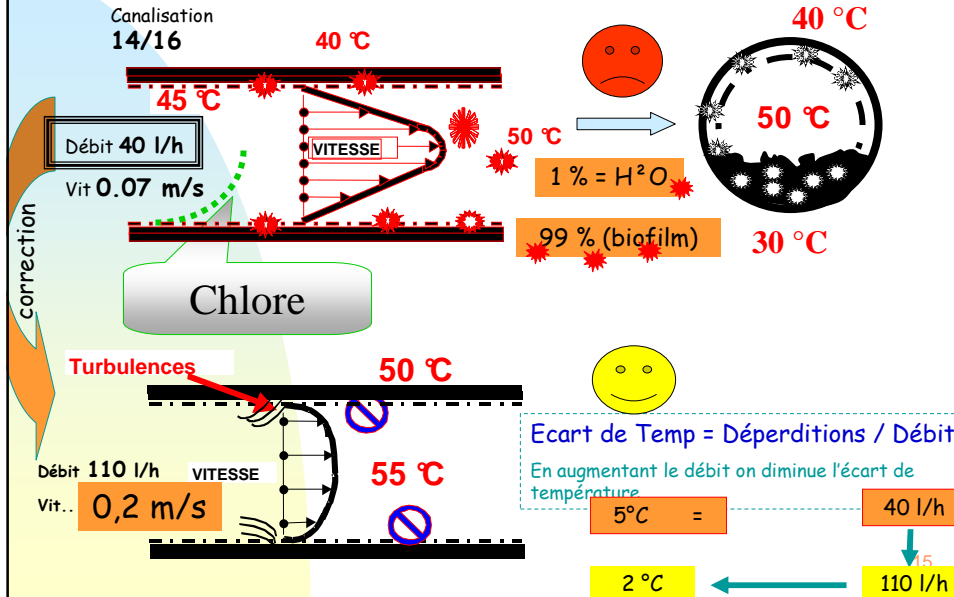 Canalisation
14/16
40 °C
45 °C
Débit 40 l/h
Vit 0.07 m/s
VITESSE
50 °C
1 % = H²O
99 % (biofilm)
40 °C
50 °C
30 °C
correction
Chlore
Turbulences
50 °C
Débit 110 l/h
VITESSE
Vit.. 0,2 m/s
55 °C
Ecart de Temp = Déperditions / Débit
En augmentant le débit on diminue l'écart de
température
5°C = 40 l/h
15
2 °C 110 l/h